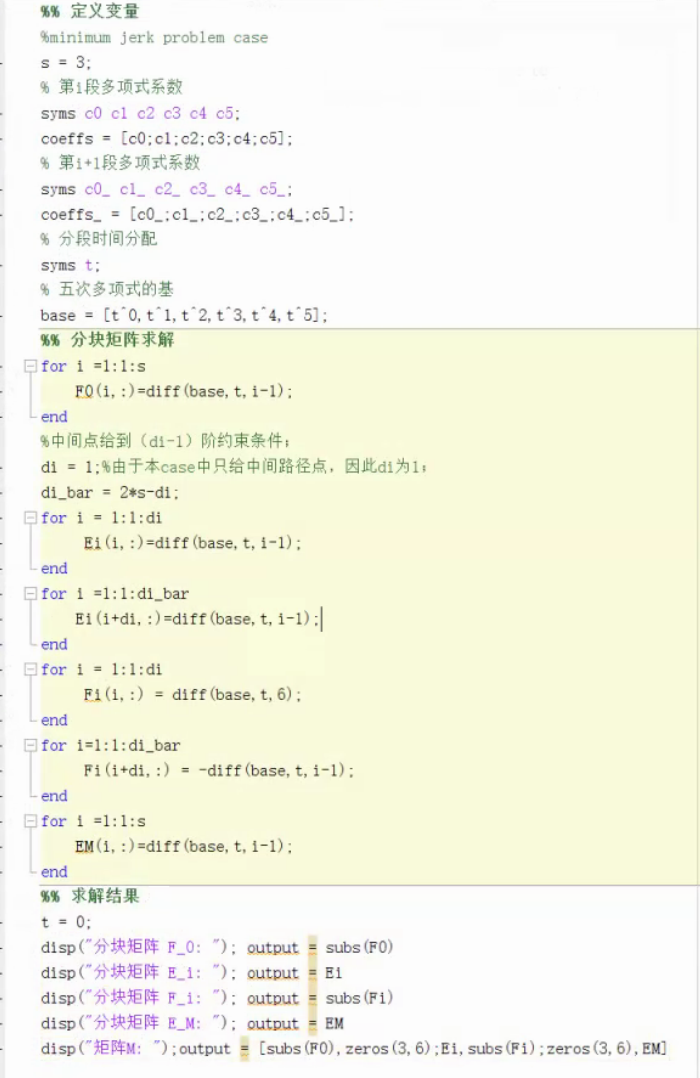 %% 定义变量
%minimum jerk problem case
s = 3;
% 第i段多项式系数
syms c0 c1 c2 c3 c4 c5;
coeffs = [c0;c1;c2;c3;c4;c5];
% 第i+1段多项式系数
syms c0_ c1_ c2_ c3_ c4_ c5_;
coeffs_ = [c0_;c1_;c2_;c3_;c4_;c5_];
% 分段时间分配
syms t;
% 五次多项式的基
base = [t^0,t^1,t^2,t^3,t^4,t^5];
%% 分块矩阵求解
for i =1:1:s
F0(i,:)=diff(base,t,i-1);
end
%中间点给到（di-1）阶约束条件；
di = 1;%由于本case中只给中间路径点，因此di为1；
di_bar = 2*s-di;
for i = 1:1:di
Ei(i,:)=diff(base,t,i-1);
end
for i =1:1:di_bar
Ei(i+di,:)=diff(base,t,i-1);
end
for i = 1:1:di
Fi(i,:) = diff(base,t,6);
end
for i=1:1:di_bar
Fi(i+di,:) = -diff(base,t,i-1);
end
for i =1:1:s
EM(i,:)=diff(base,t,i-1);
end
%% 求解结果
t = 0;
disp("分块矩阵 F_0: "); output = subs(F0)
disp("分块矩阵 E_i: "); output = Ei
disp("分块矩阵 F_i: "); output = subs(Fi)
disp("分块矩阵 E_M: "); output = EM
disp("矩阵M: ");output = [subs(F0),zeros(3,6);Ei,subs(Fi);zeros(3,6),EM]